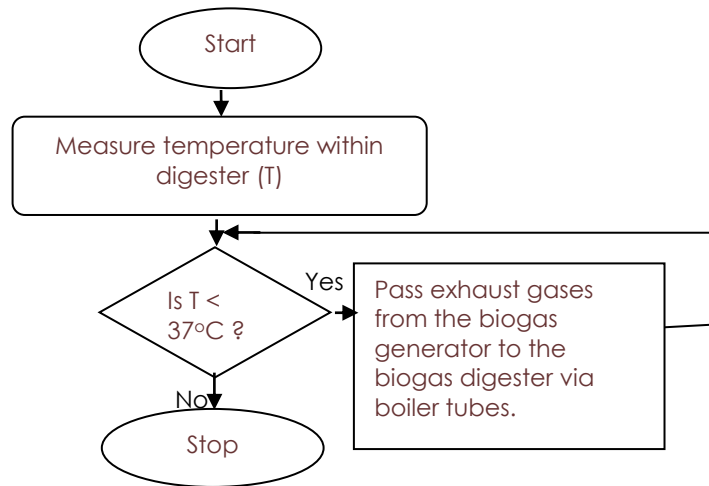 Start
Measure temperature within
digester (T)
Is T <
37°C ?
Yes
Pass exhaust gases
from the biogas
generator to the
biogas digester via
boiler tubes.
No
Stop